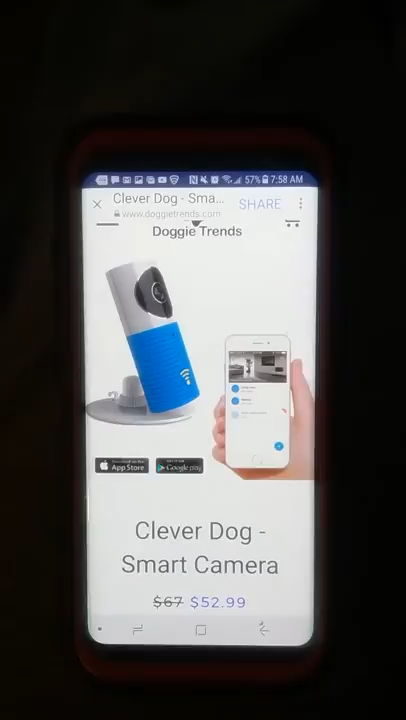 57% 7:58 AM
Clever Dog - Sma...
SHARE
www.doggietrends.com
Doggie Trends
App Store
Google play
Clever Dog -
Smart Camera
$67 $52.99